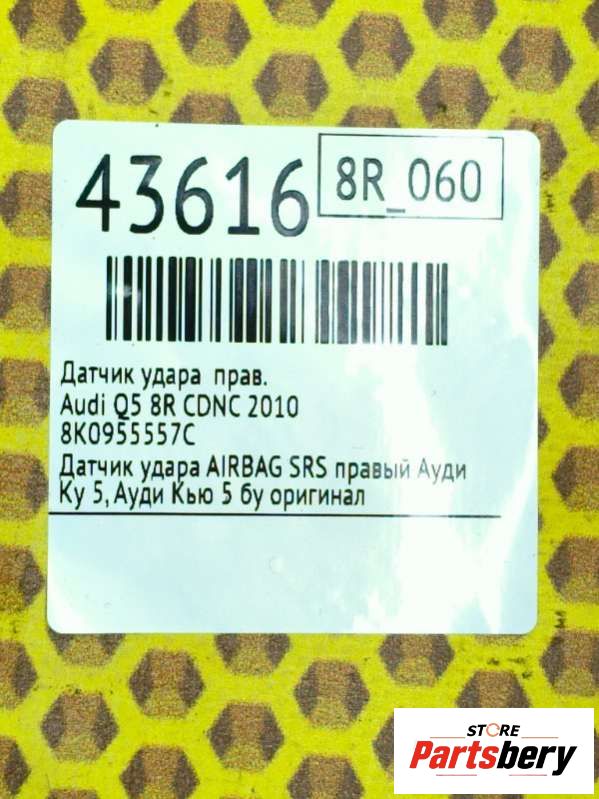 43616
8R_060
Датчик удара прав.
Audi Q5 8R CDNC 2010
8K0955557C
Датчик удара AIRBAG SRS правый Ауди
Ку 5, Ауди Кью 5 бу оригинал
STORE
Partsbery